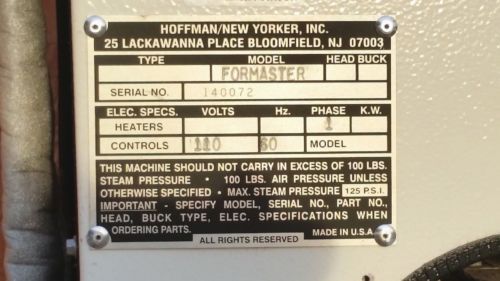 HOFFMAN/NEW YORKER, INC.
25 LACKAWANNA PLACE BLOOMFIELD, NJ 07003
TYPE MODEL HEAD BUCK
FORMASTER
SERIAL NO. 140072
ELEC. SPECS. VOLTS Hz. PHASE K.W.
HEATERS 1
CONTROLS 110 60 MODEL
THIS MACHINE SHOULD NOT CARRY IN EXCESS OF 100 LBS.
STEAM PRESSURE • 100 LBS. AIR PRESSURE UNLESS
OTHERWISE SPECIFIED • MAX. STEAM PRESSURE 125 P.S.I.
IMPORTANT - SPECIFY MODEL, SERIAL NO., PART NO.,
HEAD, BUCK TYPE, ELEC. SPECIFICATIONS WHEN
ORDERING PARTS.
ALL RIGHTS RESERVED MADE IN U.S.A.